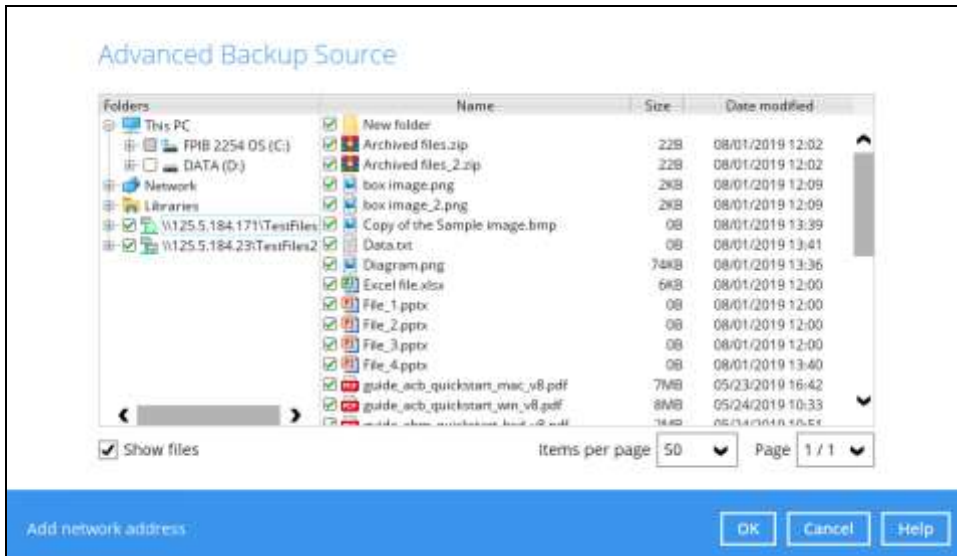 Advanced Backup Source
Folders Name Size Date modified
This PC
FPIB 2254 OS (C:)
DATA (D:)
Network
Libraries
\\125.5.184.171\TestFiles
\\125.5.184.23\TestFiles2
New folder
Archived files.zip 22B 08/01/2019 12:02
Archived files_2.zip 22B 08/01/2019 12:02
box image.png 2KB 08/01/2019 12:09
box image_2.png 2KB 08/01/2019 12:09
Copy of the Sample image.bmp 0B 08/01/2019 13:39
Data.txt 0B 08/01/2019 13:41
Diagram.png 74KB 08/01/2019 13:36
Excel file.xlsx 6KB 08/01/2019 12:00
File_1.pptx 0B 08/01/2019 12:00
File_2.pptx 0B 08/01/2019 12:00
File_3.pptx 0B 08/01/2019 12:00
File_4.pptx 0B 08/01/2019 13:40
guide_acb_quickstart_mac_v8.pdf 7MB 05/23/2019 16:42
guide_acb_quickstart_win_v8.pdf 8MB 05/24/2019 10:33
Show files Items per page 50 Page 1 / 1
Add network address OK Cancel Help